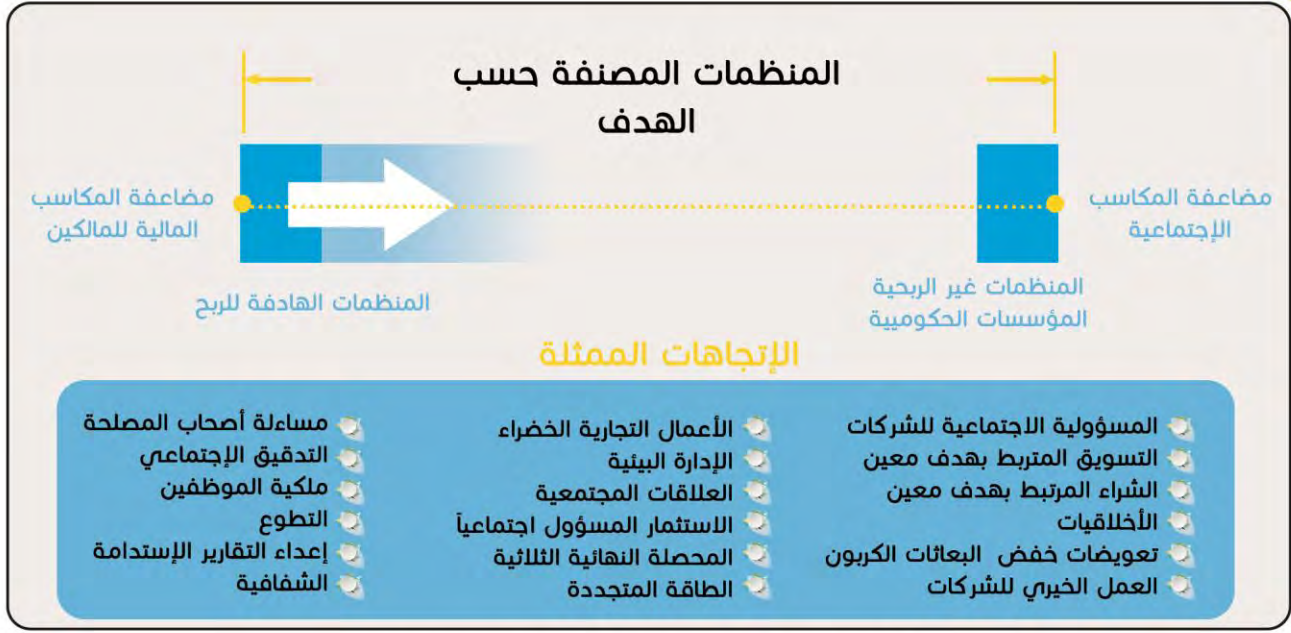 المنظمات المصنفة حسب
الهدف
مضاعفة المكاسب
الإجتماعية
مضاعفة المكاسب
المالية للمالكين
المنظمات غير الربحية
المؤسسات الحكوميية
المنظمات الهادفة للربح
الإتجاهات الممثلة
المسؤولية الاجتماعية للشركات
التسويق المتربط بهدف معين
الشراء المرتبط بهدف معين
الأخلاقيات
تعويضات خفض البعاثات الكربون
العمل الخيري للشركات
الأعمال التجارية الخضراء
الإدارة البيئية
العلاقات المجتمعية
الاستثمار المسؤول اجتماعياً
المحصلة النهائية الثلاثية
الطاقة المتجددة
مساءلة أصحاب المصلحة
التدقيق الإجتماعي
ملكية الموظفين
التطوع
إعداد التقارير الإستدامة
الشفافية